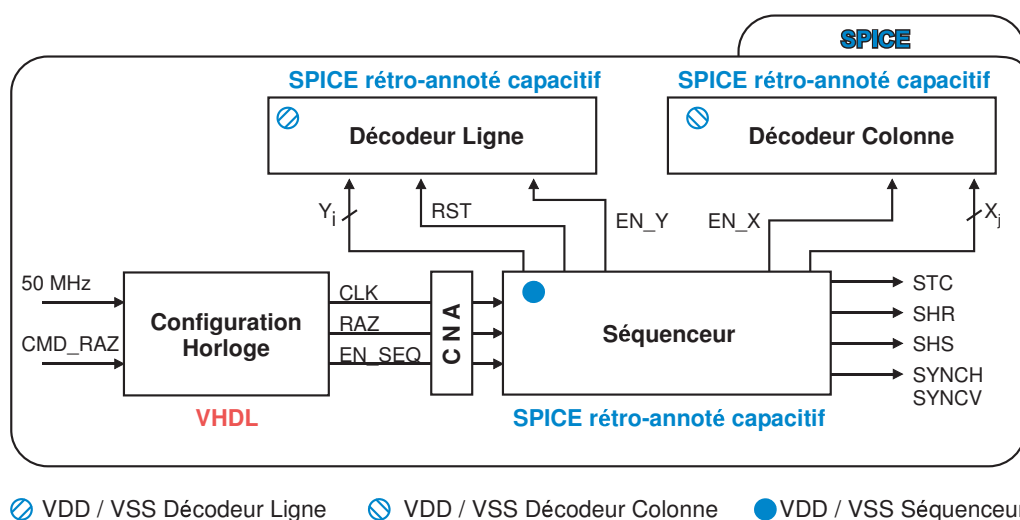 SPICE
SPICE rétro-annoté capacitif
SPICE rétro-annoté capacitif
Décodeur Ligne
Décodeur Colonne
Yi
RST
EN_Y
EN_X
Xj
50 MHz
CMD_RAZ
Configuration
Horloge
CLK
RAZ
EN_SEQ
CNA
Séquenceur
STC
SHR
SHS
SYNCH
SYNCV
VHDL
SPICE rétro-annoté capacitif
VDD / VSS Décodeur Ligne
VDD / VSS Décodeur Colonne
VDD / VSS Séquenceur